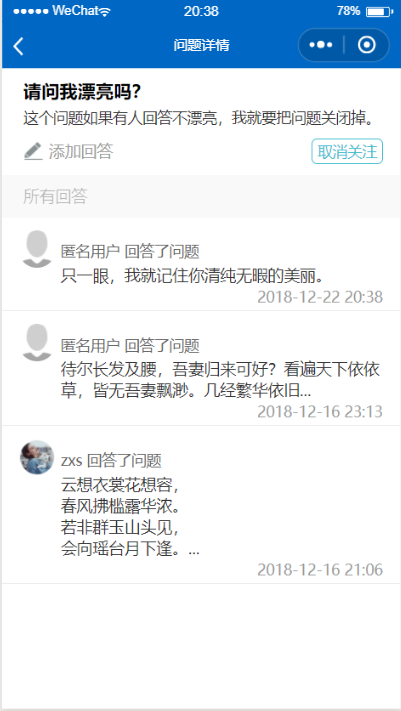 WeChat 20:38 78%
问题详情
请问我漂亮吗？
这个问题如果有人回答不漂亮，我就要把问题关闭掉。
添加回答 取消关注
所有回答
匿名用户 回答了问题
只一眼，我就记住你清纯无暇的美丽。
2018-12-22 20:38
匿名用户 回答了问题
待尔长发及腰，吾妻归来可好？看遍天下依依
草，皆无吾妻飘渺。几经繁华依旧...
2018-12-16 23:13
zxs 回答了问题
云想衣裳花想容，
春风拂槛露华浓。
若非群玉山头见，
会向瑶台月下逢。...
2018-12-16 21:06